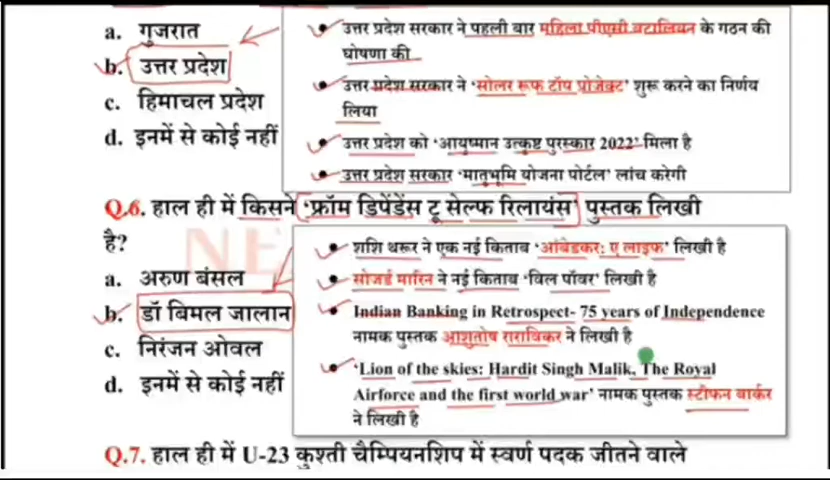 a. गुजरात
b. उत्तर प्रदेश
c. हिमाचल प्रदेश
d. इनमें से कोई नहीं
• उत्तर प्रदेश सरकार ने पहली बार महिला पीएसी बटालियन के गठन की
घोषणा की
• उत्तर प्रदेश सरकार ने ‘सोलर रूफ टॉप प्रोजेक्ट’ शुरू करने का निर्णय
लिया
• उत्तर प्रदेश को ‘आयुष्मान उत्कृष्ट पुरस्कार 2022’ मिला है
• उत्तर प्रदेश सरकार ‘मातृभूमि योजना पोर्टल’ लांच करेगी
Q.6. हाल ही में किसने ‘फ्रॉम डिपेंडेंस टू सेल्फ रिलायंस’ पुस्तक लिखी
है?
a. अरुण बंसल
b. डॉ बिमल जालान
c. निरंजन ओवल
d. इनमें से कोई नहीं
• शशि थरूर ने एक नई किताब ‘आंबेडकर: ए लाइफ’ लिखी है
• सोजर्ड मारिन ने नई किताब ‘विल पॉवर’ लिखी है
• Indian Banking in Retrospect- 75 years of Independence
नामक पुस्तक आशुतोष राराविकर ने लिखी है
• ‘Lion of the skies: Hardit Singh Malik, The Royal
Airforce and the first world war’ नामक पुस्तक स्टीफन बार्कर
ने लिखी है
Q.7. हाल ही में U-23 कुश्ती चैम्पियनशिप में स्वर्ण पदक जीतने वाले